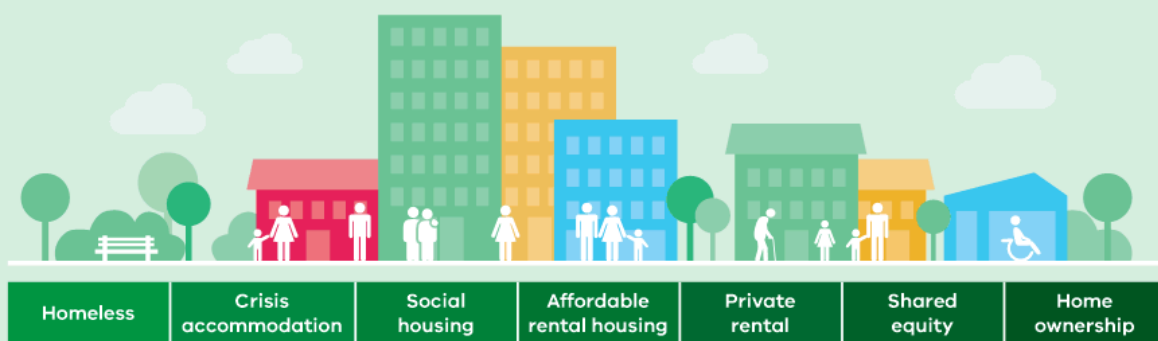 Homeless
Crisis
accommodation
Social
housing
Affordable
rental housing
Private
rental
Shared
equity
Home
ownership